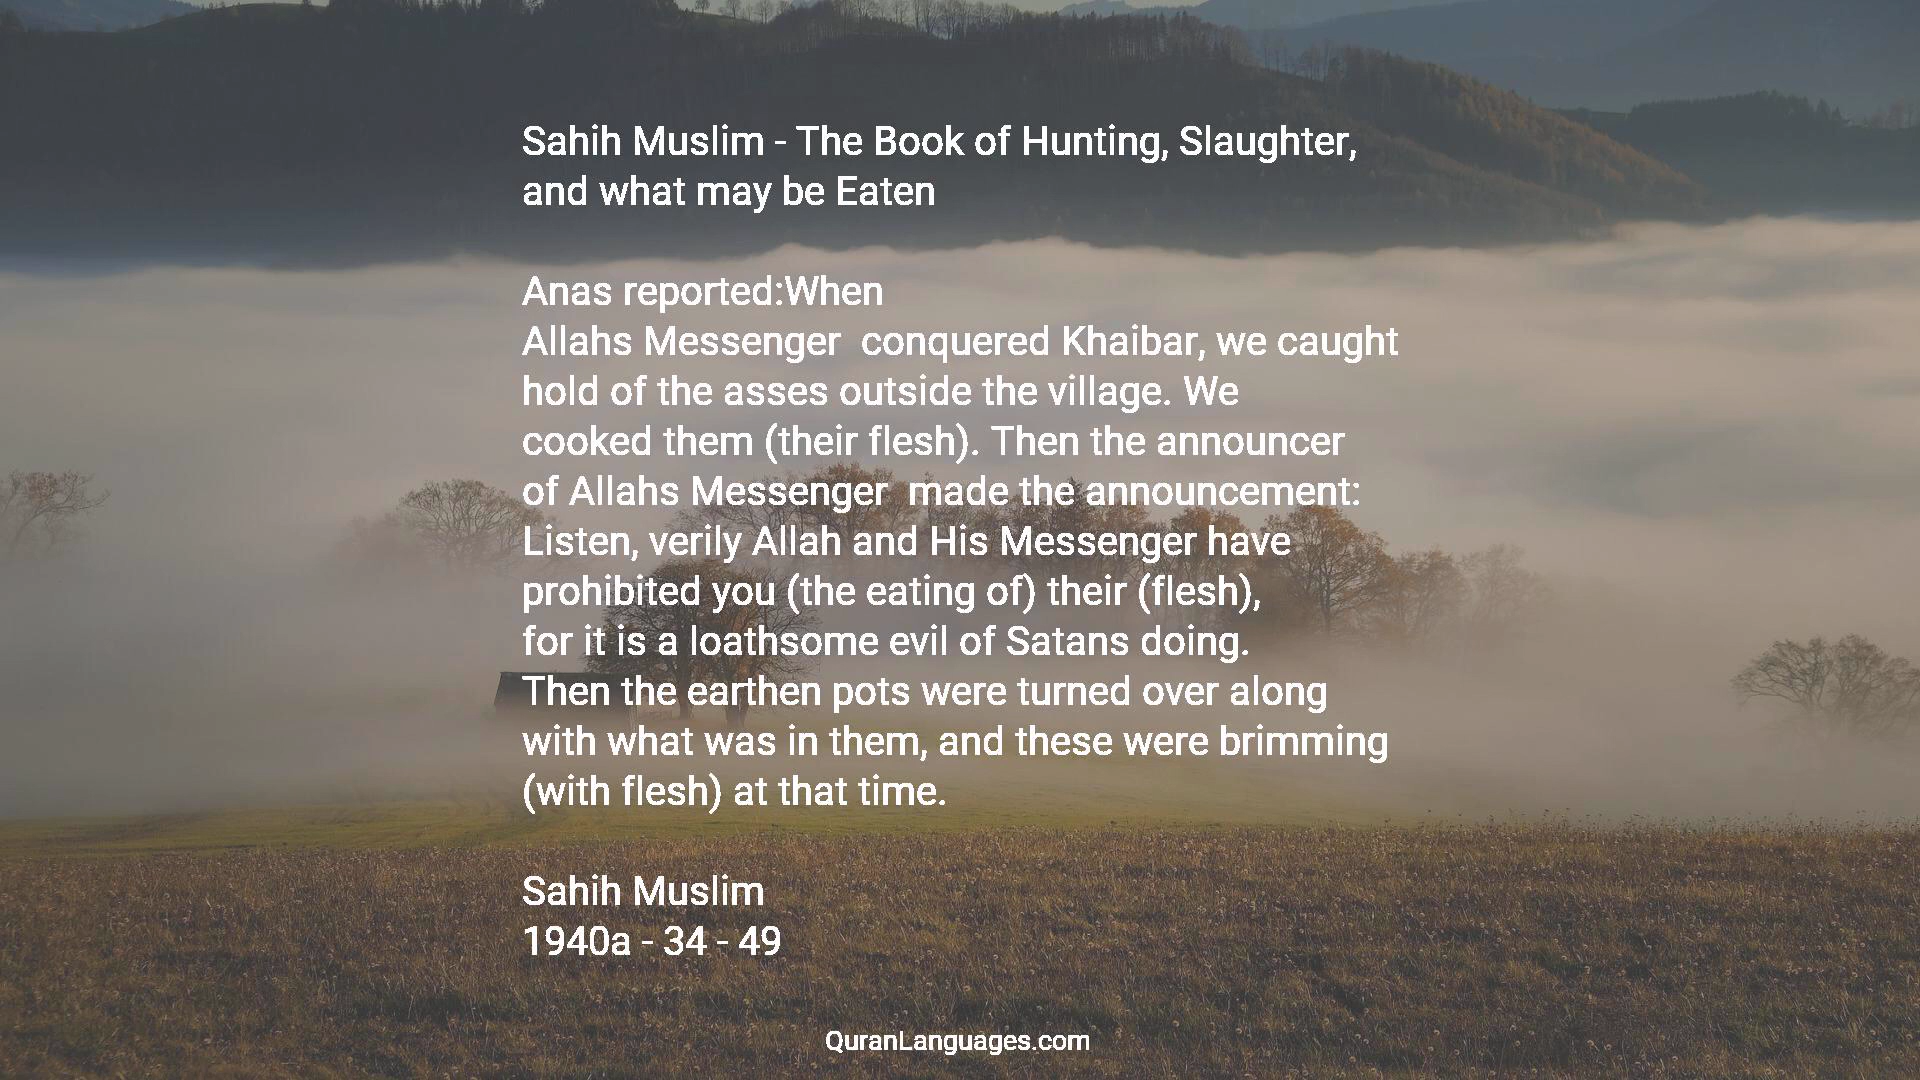 Sahih Muslim - The Book of Hunting, Slaughter,
and what may be Eaten
Anas reported:When
Allahs Messenger  conquered Khaibar, we caught
hold of the asses outside the village. We
cooked them (their flesh). Then the announcer
of Allahs Messenger  made the announcement:
Listen, verily Allah and His Messenger have
prohibited you (the eating of) their (flesh),
for it is a loathsome evil of Satans doing.
Then the earthen pots were turned over along
with what was in them, and these were brimming
(with flesh) at that time.
Sahih Muslim
1940a - 34 - 49
QuranLanguages.com